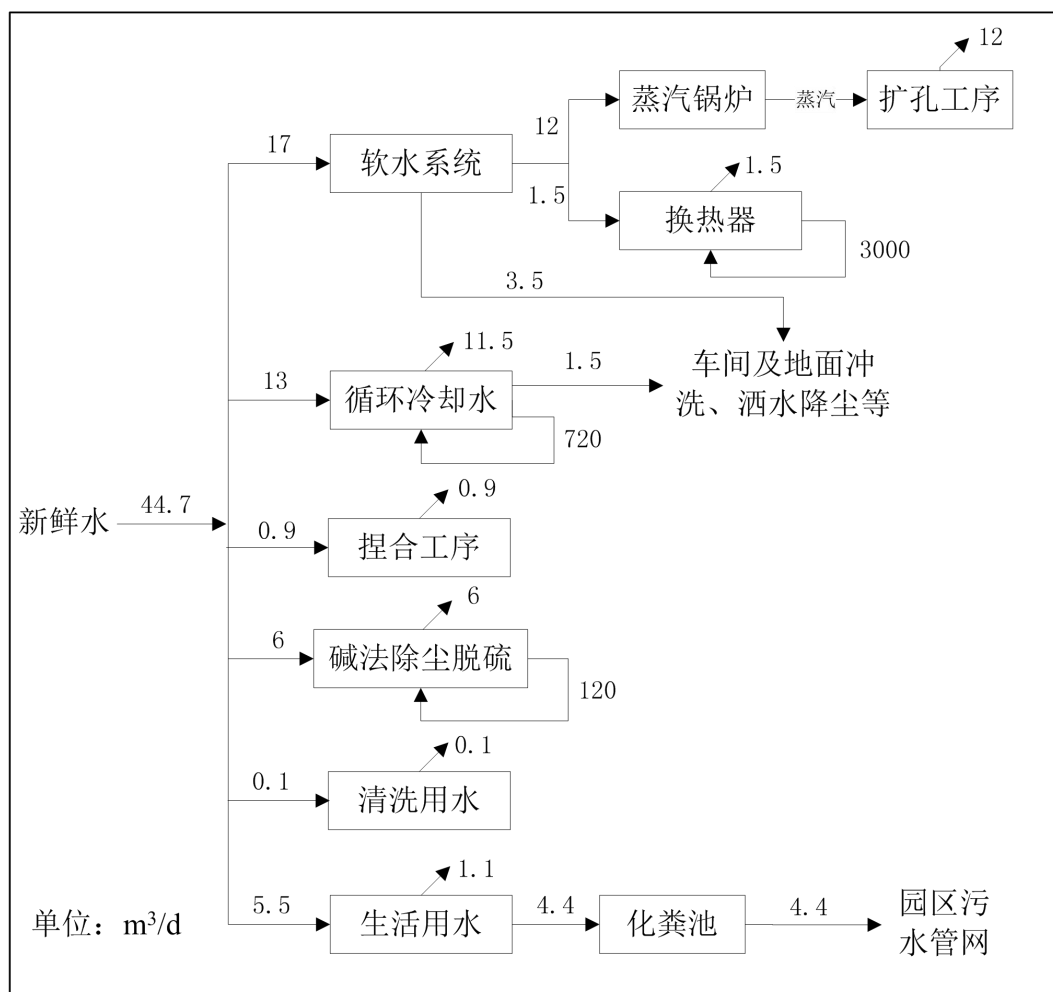 12
蒸汽锅炉
蒸汽
扩孔工序
17
软水系统
12
1.5
1.5
换热器
3000
3.5
11.5
13
循环冷却水
1.5
720
车间及地面冲
洗、洒水降尘等
新鲜水
44.7
0.9
0.9
捏合工序
6
6
碱法除尘脱硫
120
0.1
0.1
清洗用水
1.1
5.5
生活用水
4.4
化粪池
4.4
园区污
水管网
单位：m³/d